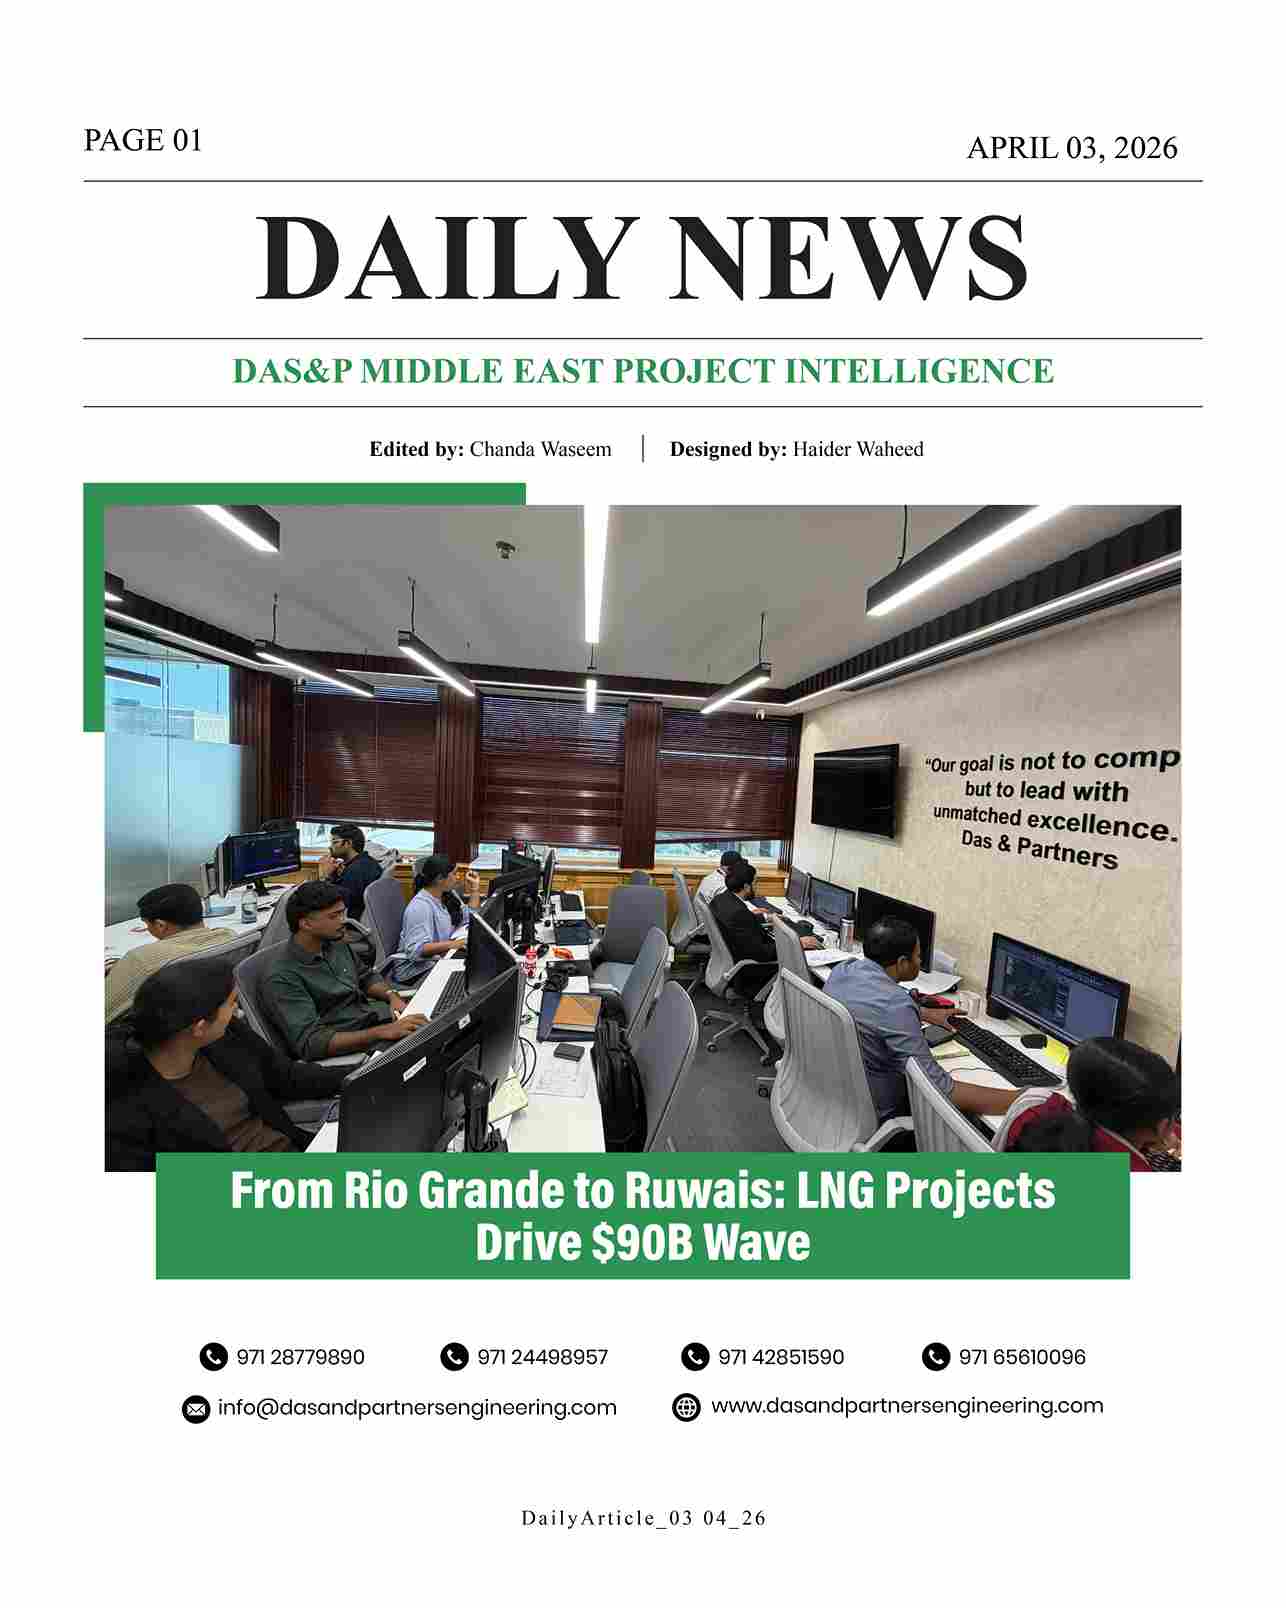 PAGE 01
APRIL 03, 2026
DAILY NEWS
DAS&P MIDDLE EAST PROJECT INTELLIGENCE
Edited by: Chanda Waseem
Designed by: Haider Waheed
“Our goal is not to comp
but to lead with
unmatched excellence.
Das & Partners
From Rio Grande to Ruwais: LNG Projects
Drive $90B Wave
971 28779890
971 24498957
971 42851590
971 65610096
info@dasandpartnersengineering.com
www.dasandpartnersengineering.com
DailyArticle_03 04_26